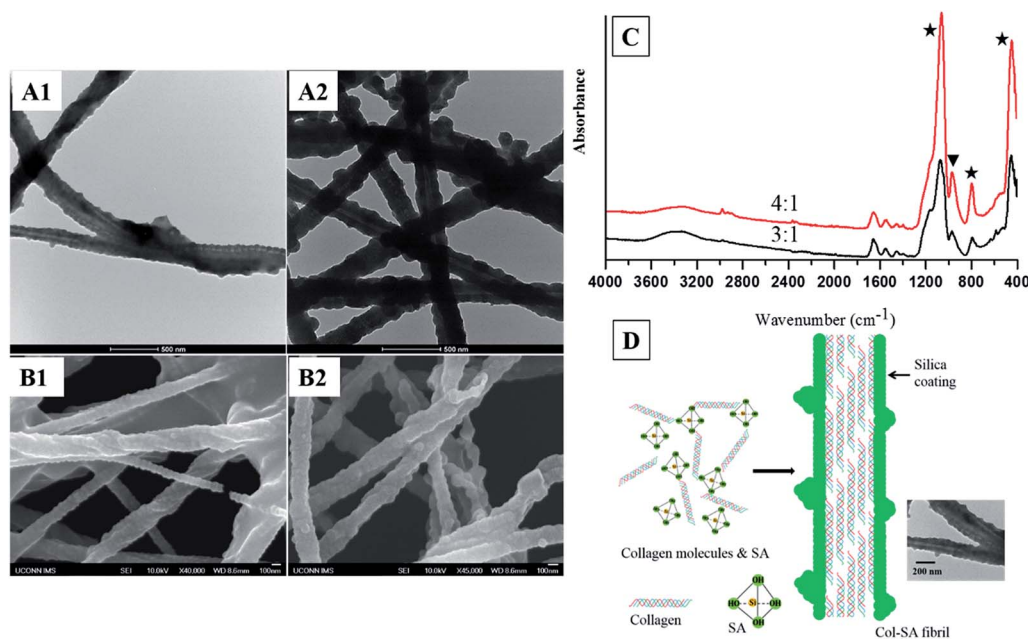 A1
A2
500 nm
500 nm
B1
B2
UCONN IMS SEI 10.0kV X40,000 WD 8.6mm 100nm
UCONN IMS SEI 10.0kV X45,000 WD 8.6mm 100nm
C
Absorbance
4:1
3:1
4000 3600 3200 2800 2400 2000 1600 1200 800 400
Wavenumber (cm-1)
D
Silica
coating
Collagen molecules & SA
Collagen
OH
HO Si OH
OH
SA
200 nm
Col-SA fibril